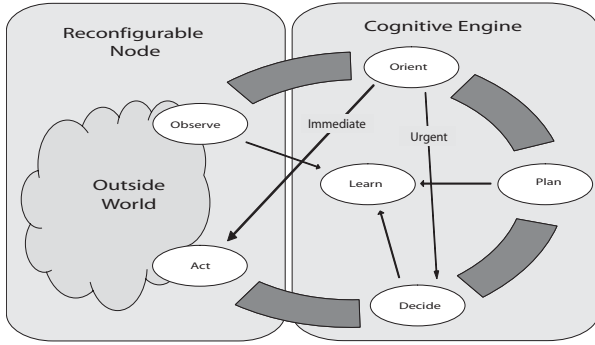 Reconfigurable
Node
Cognitive Engine
Orient
Observe
Immediate
Urgent
Outside
World
Learn
Plan
Act
Decide